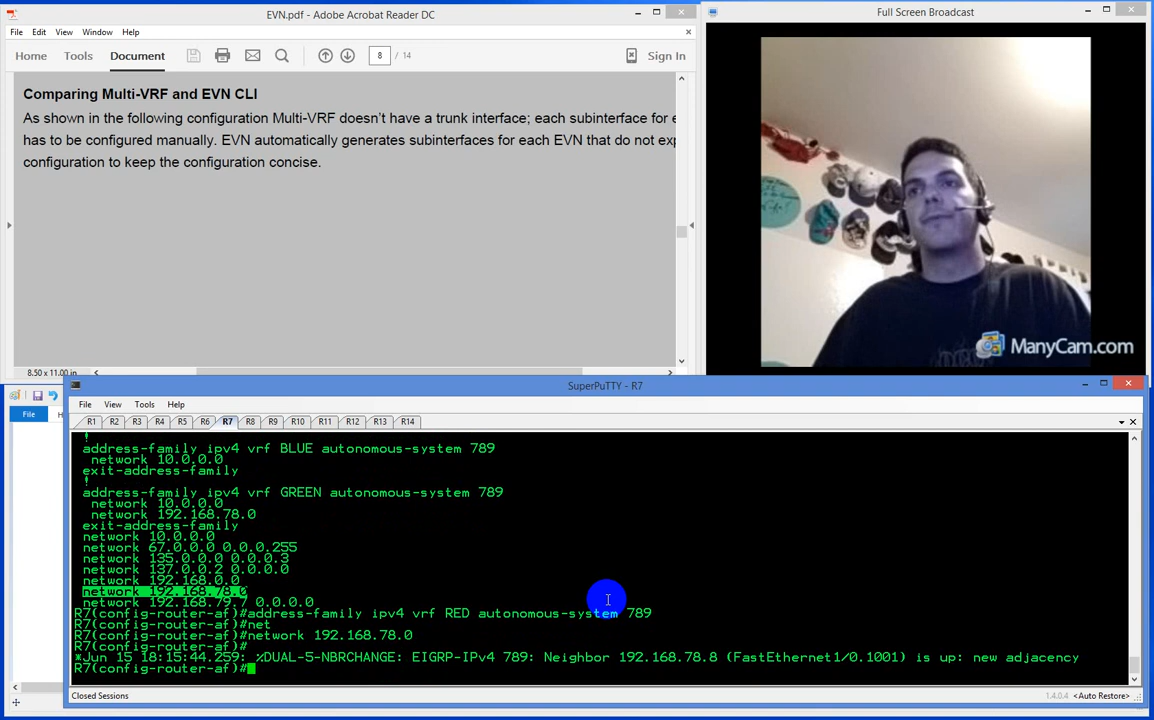 EVN.pdf - Adobe Acrobat Reader DC
File Edit View Window Help
Home Tools Document 8 / 14 Sign In
Comparing Multi-VRF and EVN CLI
As shown in the following configuration Multi-VRF doesn't have a trunk interface; each subinterface for e
has to be configured manually. EVN automatically generates subinterfaces for each EVN that do not exp
configuration to keep the configuration concise.
8.50 x 11.00 in
Full Screen Broadcast
ManyCam.com
File H
SuperPuTTY - R7
File View Tools Help
R1 R2 R3 R4 R5 R6 R7 R8 R9 R10 R11 R12 R13 R14
!
address-family ipv4 vrf BLUE autonomous-system 789
network 10.0.0.0
exit-address-family
!
address-family ipv4 vrf GREEN autonomous-system 789
network 10.0.0.0
network 192.168.78.0
exit-address-family
network 10.0.0.0
network 67.0.0.0 0.0.0.255
network 135.0.0.0 0.0.0.3
network 137.0.0.2 0.0.0.0
network 192.168.0.0
network 192.168.78.0
network 192.168.79.7 0.0.0.0
R7(config-router-af)#address-family ipv4 vrf RED autonomous-system 789
R7(config-router-af)#net
R7(config-router-af)#network 192.168.78.0
R7(config-router-af)#
*Jun 15 18:15:44.259: %DUAL-5-NBRCHANGE: EIGRP-IPv4 789: Neighbor 192.168.78.8 (FastEthernet1/0.1001) is up: new adjacency
R7(config-router-af)#
Closed Sessions
1.4.0.4 <Auto Restore>